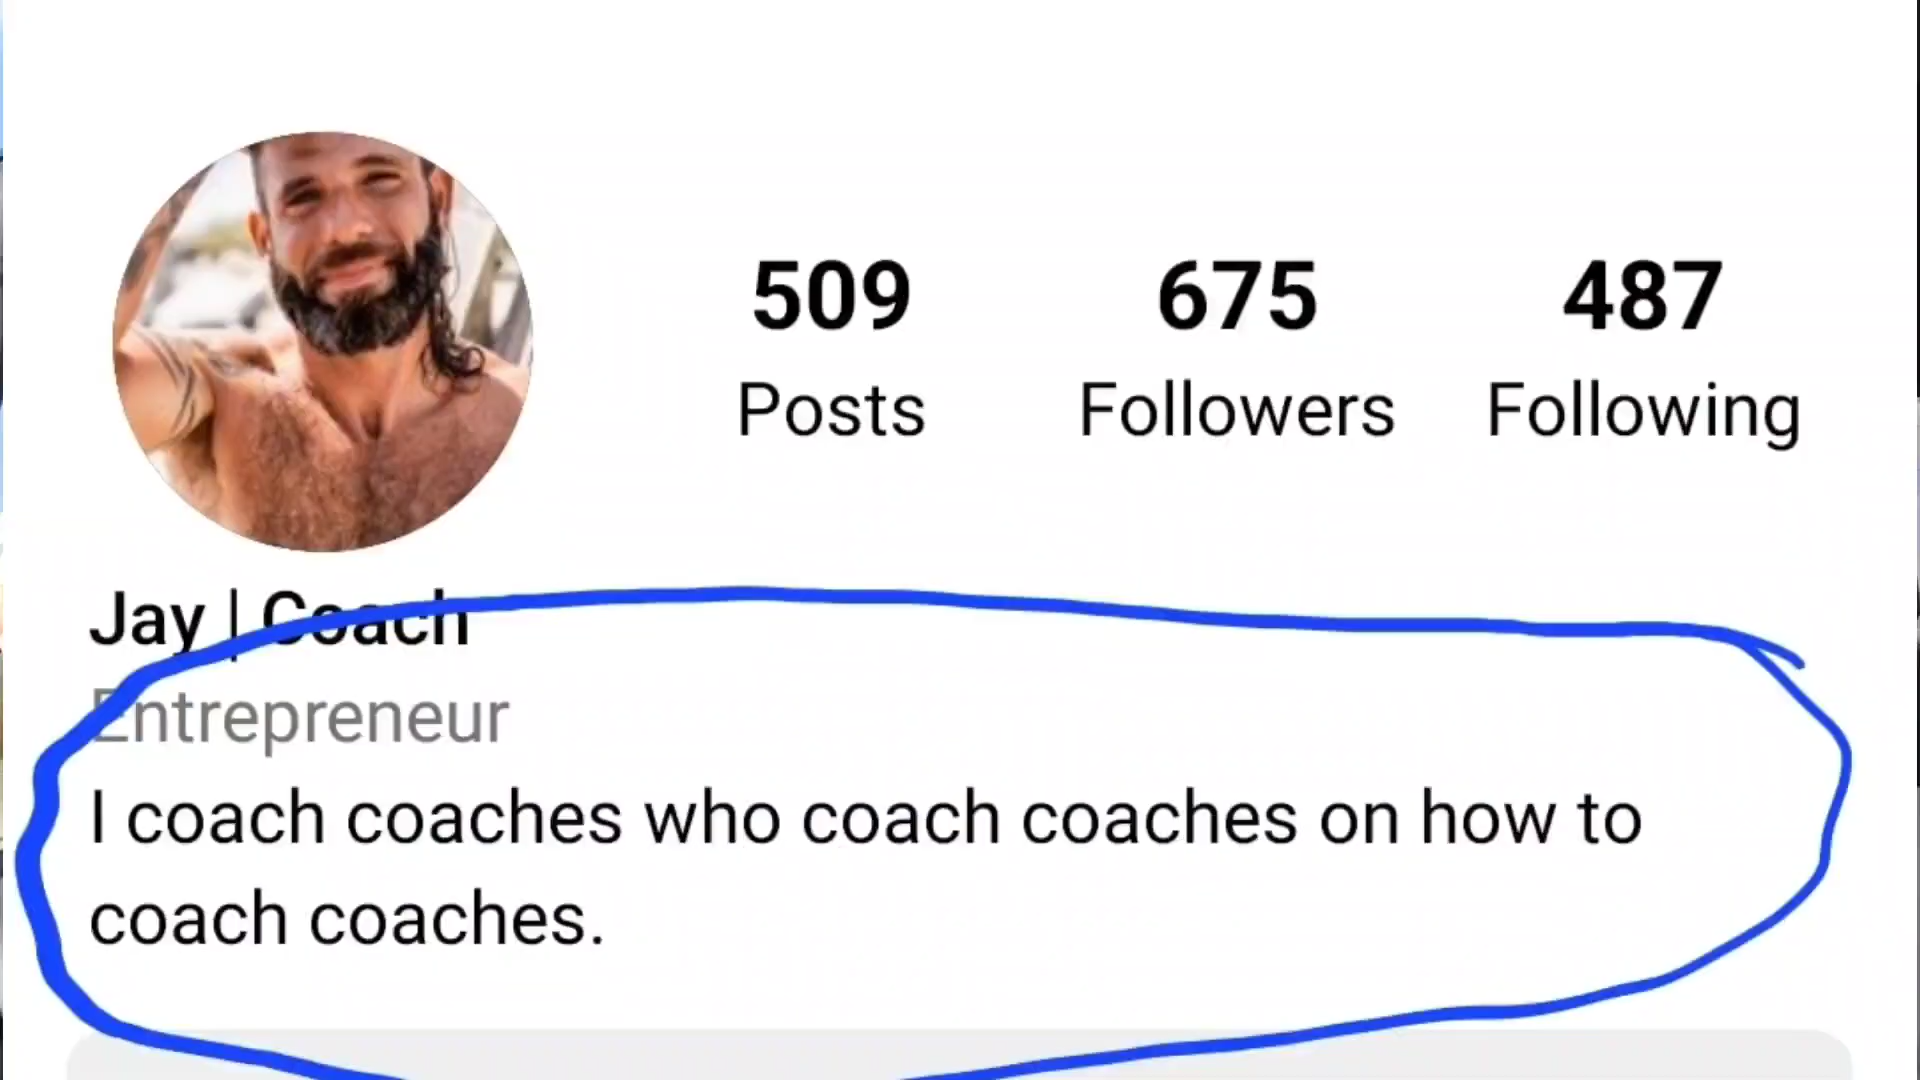 509 675 487
Posts Followers Following
Jay | Coach
Entrepreneur
I coach coaches who coach coaches on how to
coach coaches.